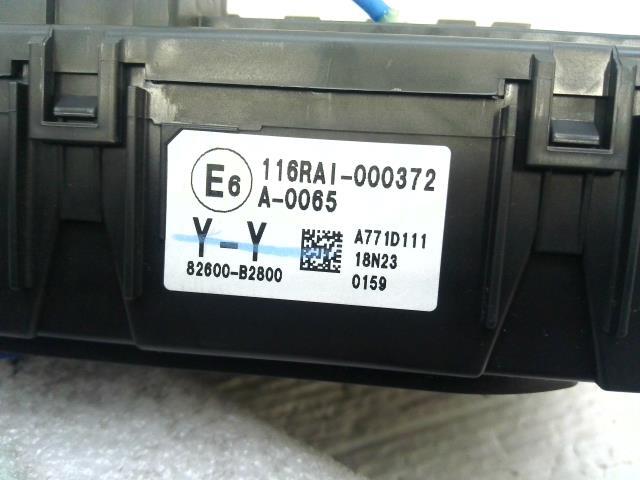 E6 116RAI-000372
A-0065
Y-Y A771D111
82600-B2800 18N23
0159